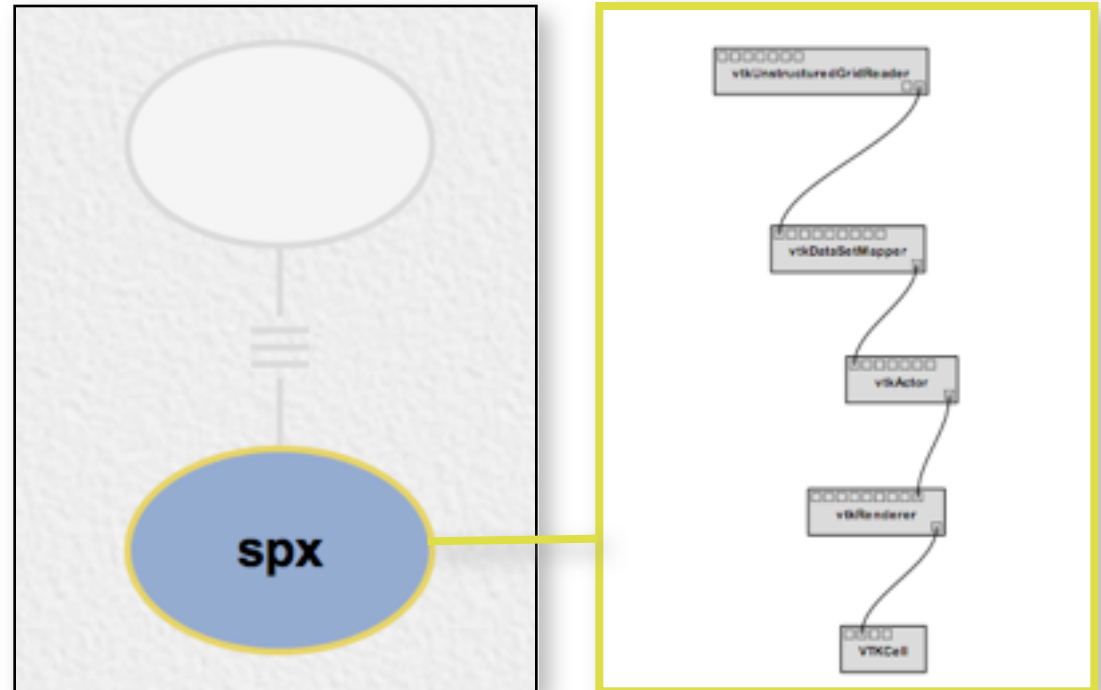 spx
vtkUnstructuredGridReader
vtkDataSetMapper
vtkActor
vtkRenderer
VTKCell